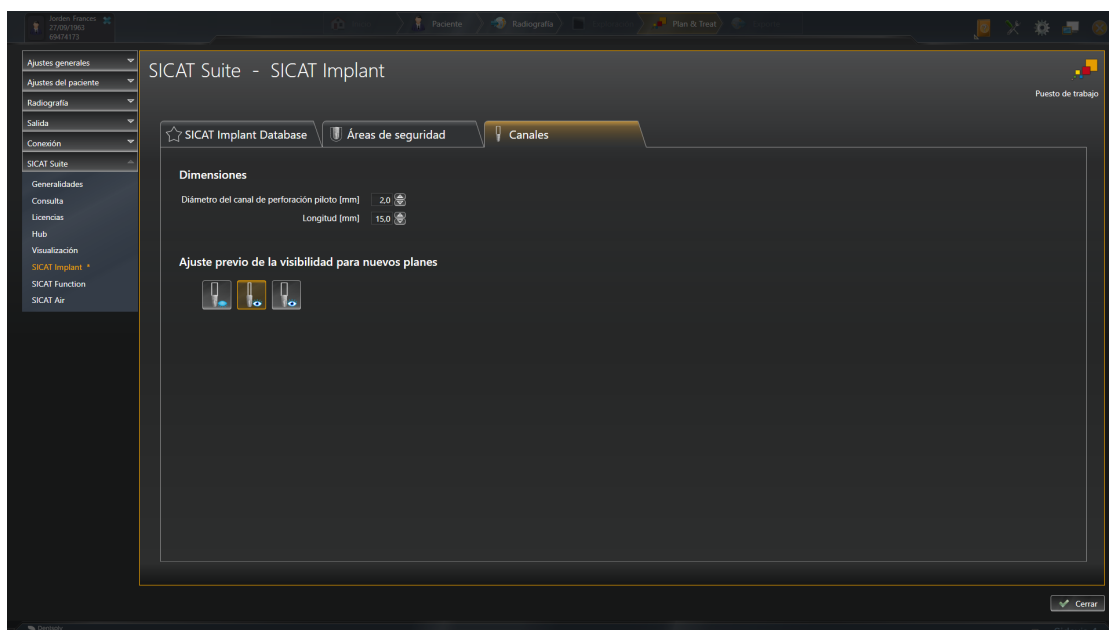 Jorden Frances
27/09/1963
69474173
Paciente
Radiografía
Plan & Treat
Ajustes generales
Ajustes del paciente
Radiografía
Salida
Conexión
SICAT Suite
Generalidades
Consulta
Licencias
Hub
Visualización
SICAT Implant *
SICAT Function
SICAT Air
SICAT Suite - SICAT Implant
Puesto de trabajo
SICAT Implant Database
Áreas de seguridad
Canales
Dimensiones
Diámetro del canal de perforación piloto [mm] 2,0
Longitud [mm] 15,0
Ajuste previo de la visibilidad para nuevos planes
Cerrar